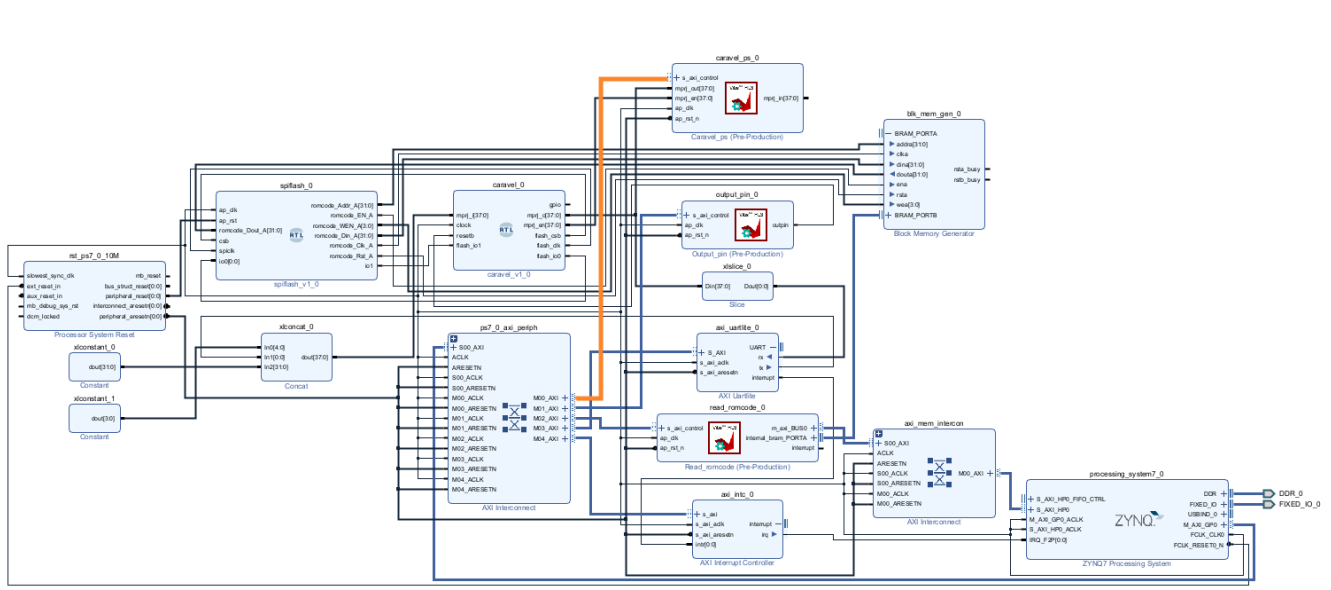 caravel_ps_0
s_axi_control
mprj_out[37:0]
mprj_en[37:0]
ap_clk
ap_rst_n
mprj_in[37:0]
Caravel_ps (Pre-Production)
blk_mem_gen_0
BRAM_PORTA
addra[31:0]
clka
dina[31:0]
douta[31:0]
ena
rsta
wea[3:0]
BRAM_PORTB
rsta_busy
rstb_busy
Block Memory Generator
spiflash_0
ap_clk
ap_rst
romcode_Dout_A[31:0]
csb
spiclk
io0[0:0]
romcode_Addr_A[31:0]
romcode_EN_A
romcode_WEN_A[3:0]
romcode_Din_A[31:0]
romcode_Clk_A
romcode_Rst_A
io1
RTL
spiflash_v1_0
caravel_0
mprj_i[37:0]
clock
resetb
flash_io1
gpio
mprj_o[37:0]
mprj_en[37:0]
flash_csb
flash_clk
flash_io0
RTL
caravel_v1_0
output_pin_0
s_axi_control
ap_clk
ap_rst_n
outpin
Output_pin (Pre-Production)
xlslice_0
Din[37:0]
Dout[0:0]
Slice
rst_ps7_0_10M
slowest_sync_clk
ext_reset_in
aux_reset_in
mb_debug_sys_rst
dcm_locked
mb_reset
bus_struct_reset[0:0]
peripheral_reset[0:0]
interconnect_aresetn[0:0]
peripheral_aresetn[0:0]
Processor System Reset
xlconstant_0
dout[31:0]
Constant
xlconstant_1
dout[3:0]
Constant
xlconcat_0
In0[4:0]
In1[0:0]
In2[31:0]
dout[37:0]
Concat
ps7_0_axi_periph
S00_AXI
ACLK
ARESETN
S00_ACLK
S00_ARESETN
M00_ACLK
M00_ARESETN
M01_ACLK
M01_ARESETN
M02_ACLK
M02_ARESETN
M03_ACLK
M03_ARESETN
M04_ACLK
M04_ARESETN
M00_AXI
M01_AXI
M02_AXI
M03_AXI
M04_AXI
AXI Interconnect
axi_uartlite_0
S_AXI
s_axi_aclk
s_axi_aresetn
UART
rx
tx
interrupt
AXI Uartlite
read_romcode_0
s_axi_control
ap_clk
ap_rst_n
m_axi_BUS0
internal_bram_PORTA
interrupt
Read_romcode (Pre-Production)
axi_intc_0
s_axi
s_axi_aclk
s_axi_aresetn
intr[0:0]
interrupt
irq
AXI Interrupt Controller
axi_mem_intercon
S00_AXI
ACLK
ARESETN
S00_ACLK
S00_ARESETN
M00_ACLK
M00_ARESETN
M00_AXI
AXI Interconnect
processing_system7_0
S_AXI_HP0_FIFO_CTRL
S_AXI_HP0
M_AXI_GP0_ACLK
S_AXI_HP0_ACLK
IRQ_F2P[0:0]
ZYNQ
DDR
FIXED_IO
USBIND_0
M_AXI_GP0
FCLK_CLK0
FCLK_RESET0_N
ZYNQ7 Processing System
DDR_0
FIXED_IO_0